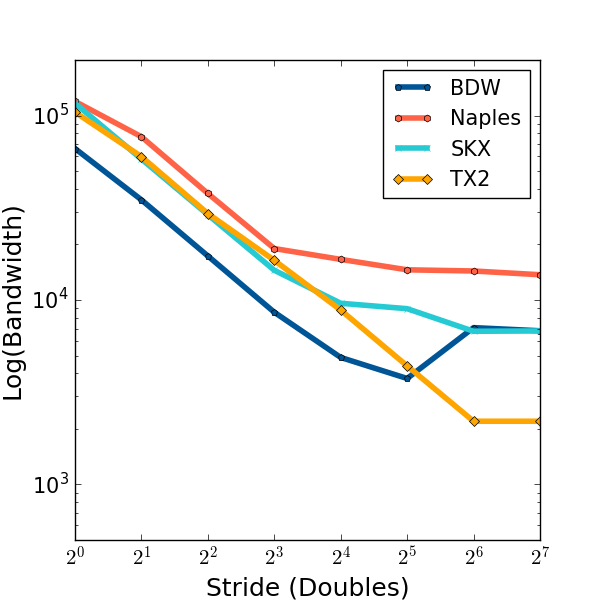 BDW
Naples
SKX
TX2
10^5
10^4
10^3
Log(Bandwidth)
2^0 2^1 2^2 2^3 2^4 2^5 2^6 2^7
Stride (Doubles)